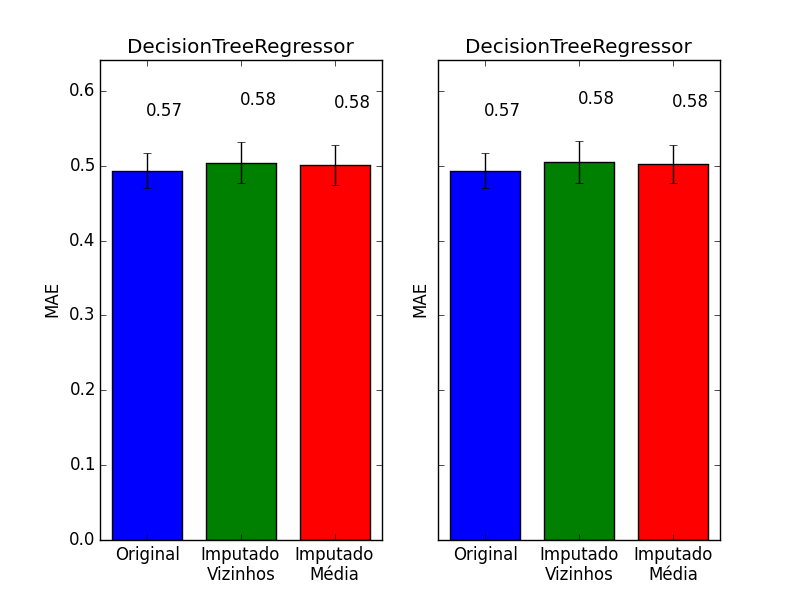 DecisionTreeRegressor
0.6
0.5
0.4
0.3
0.2
0.1
0.0
MAE
0.57
0.58
0.58
Original
Imputado
Vizinhos
Imputado
Média
DecisionTreeRegressor
MAE
0.57
0.58
0.58
Original
Imputado
Vizinhos
Imputado
Média